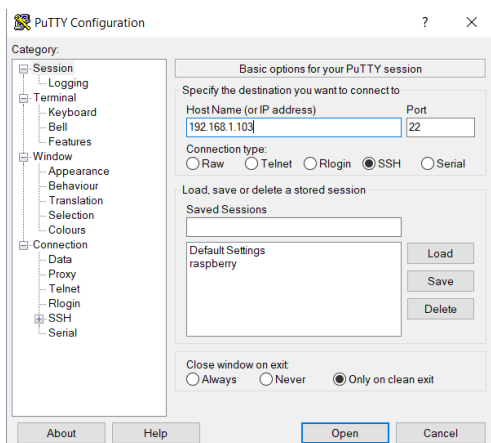 PuTTY Configuration ? ×
Category:
Session
Logging
Terminal
Keyboard
Bell
Features
Window
Appearance
Behaviour
Translation
Selection
Colours
Connection
Data
Proxy
Telnet
Rlogin
SSH
Serial
Basic options for your PuTTY session
Specify the destination you want to connect to
Host Name (or IP address) Port
192.168.1.103 22
Connection type:
Raw Telnet Rlogin SSH Serial
Load, save or delete a stored session
Saved Sessions
Default Settings
raspberry
Load
Save
Delete
Close window on exit:
Always Never Only on clean exit
About Help Open Cancel